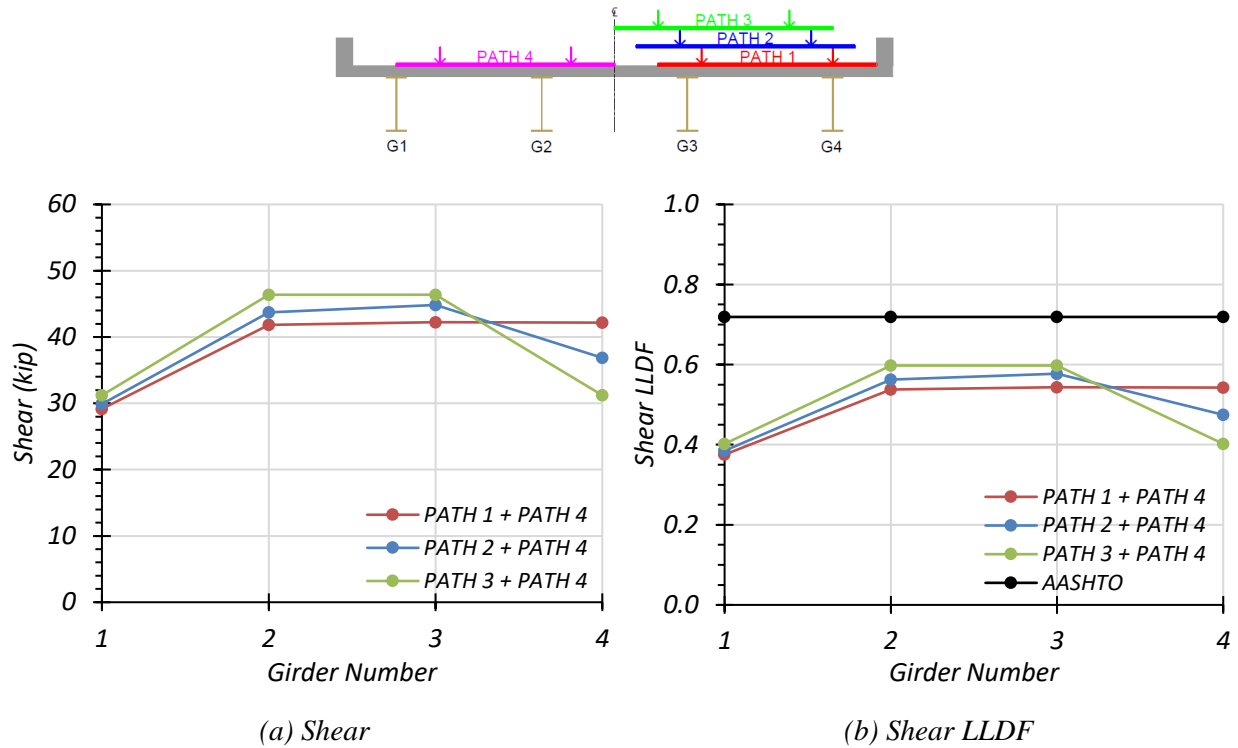 ℄
PATH 3
PATH 2
PATH 4
PATH 1
G1
G2
G3
G4
60
50
40
30
20
10
0
Shear (kip)
PATH 1 + PATH 4
PATH 2 + PATH 4
PATH 3 + PATH 4
1 2 3 4
Girder Number
(a) Shear
1.0
0.8
0.6
0.4
0.2
0.0
Shear LLDF
PATH 1 + PATH 4
PATH 2 + PATH 4
PATH 3 + PATH 4
AASHTO
1 2 3 4
Girder Number
(b) Shear LLDF